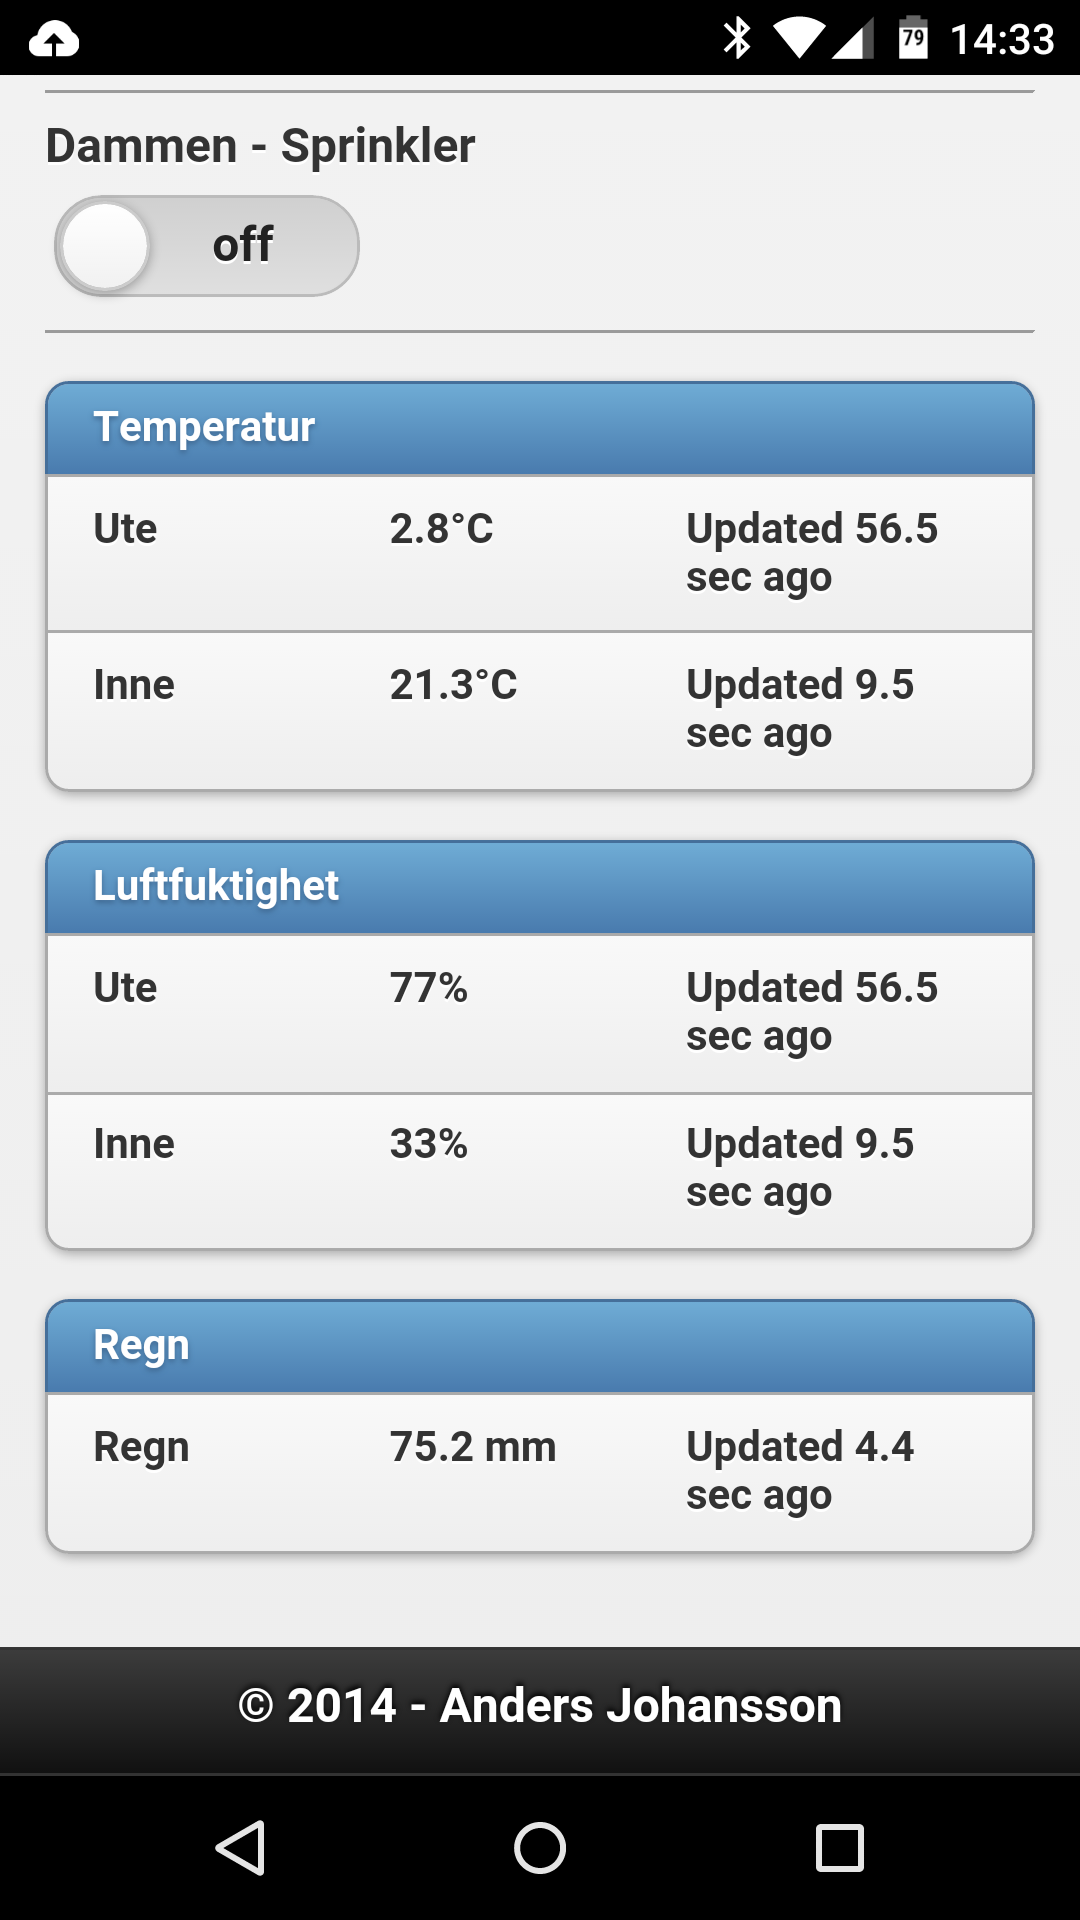 79 14:33
Dammen - Sprinkler
off
Temperatur
Ute 2.8°C Updated 56.5
sec ago
Inne 21.3°C Updated 9.5
sec ago
Luftfuktighet
Ute 77% Updated 56.5
sec ago
Inne 33% Updated 9.5
sec ago
Regn
Regn 75.2 mm Updated 4.4
sec ago
© 2014 - Anders Johansson